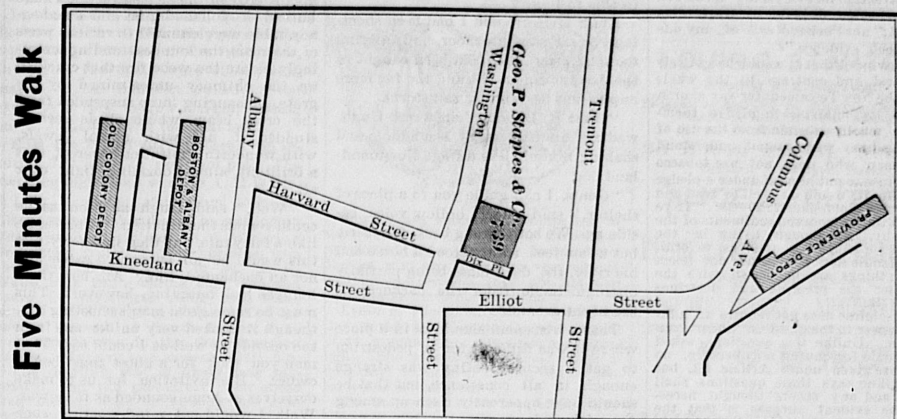 Five Minutes Walk
OLD COLONY DEPOT
BOSTON & ALBANY
DEPOT
Kneeland
Street
Albany
Street
Harvard
Street
Washington
Street
Geo. P. Staples & Co.
739
Dix Pl.
Elliot
Street
Tremont
Street
Columbus
Ave.
PROVIDENCE DEPOT